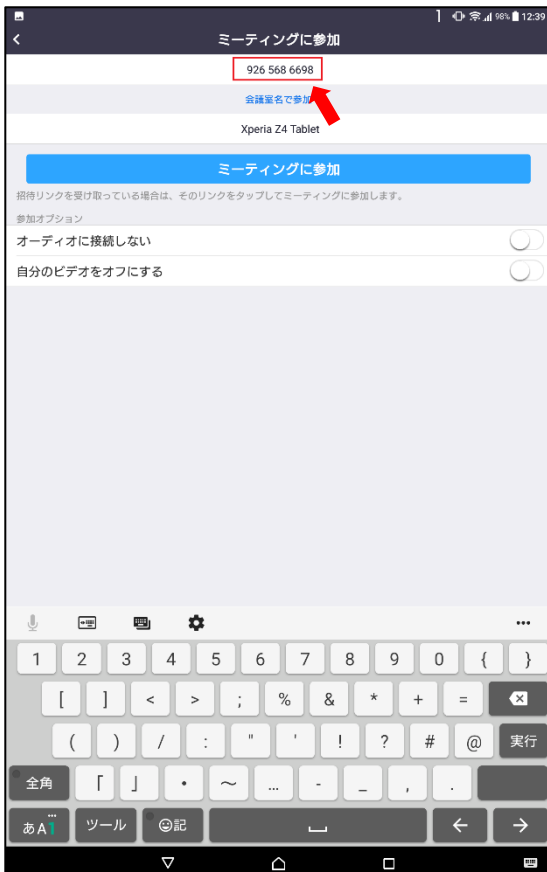 98% 12:39
ミーティングに参加
926 568 6698
会議室名で参加
Xperia Z4 Tablet
ミーティングに参加
招待リンクを受け取っている場合は、そのリンクをタップしてミーティングに参加します。
参加オプション
オーディオに接続しない
自分のビデオをオフにする
1 2 3 4 5 6 7 8 9 0 { }
[ ] < > ; % & * + =
( ) / : " ' ! ? # @ 実行
全角 「 」 ・ ～ … - _ , .
あA1 ツール 記 ← →